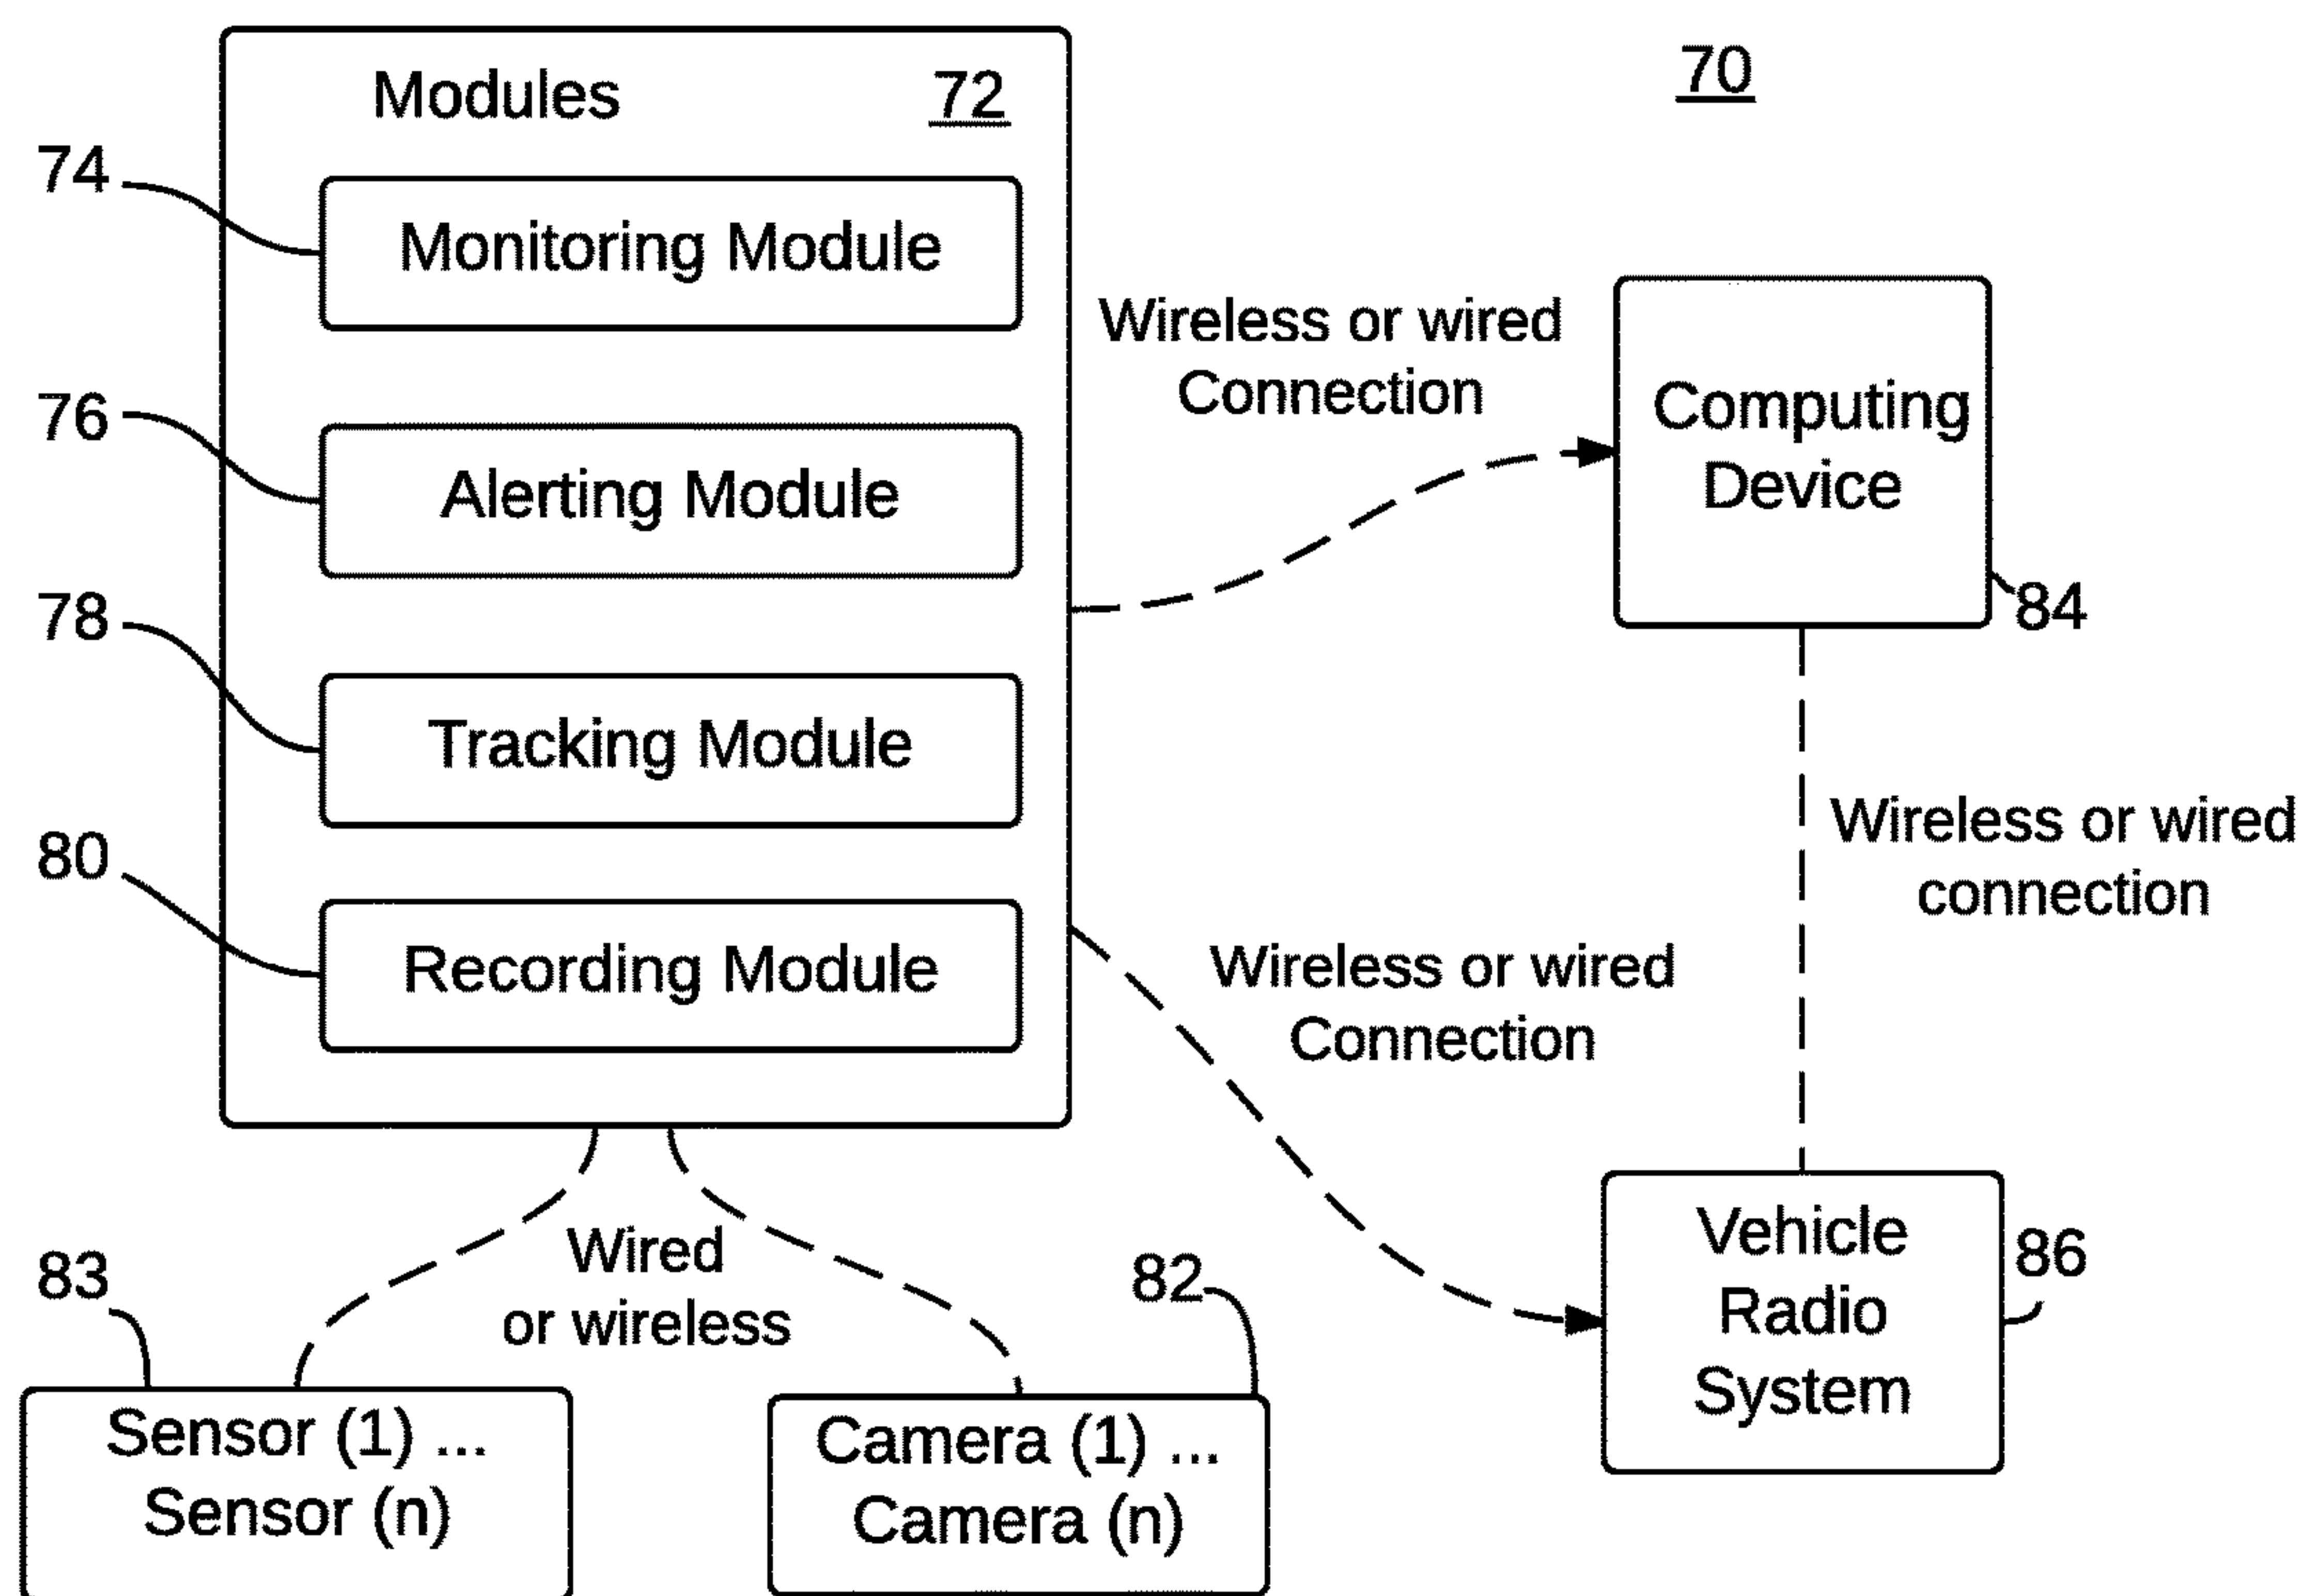 Modules 72
70
74
Monitoring Module
Wireless or wired
Connection
Computing
Device
76
Alerting Module
84
78
Tracking Module
Wireless or wired
connection
80
Recording Module
Wireless or wired
Connection
Vehicle
Radio
System
86
Wired
or wireless
83
82
Sensor (1) ...
Sensor (n)
Camera (1) ...
Camera (n)